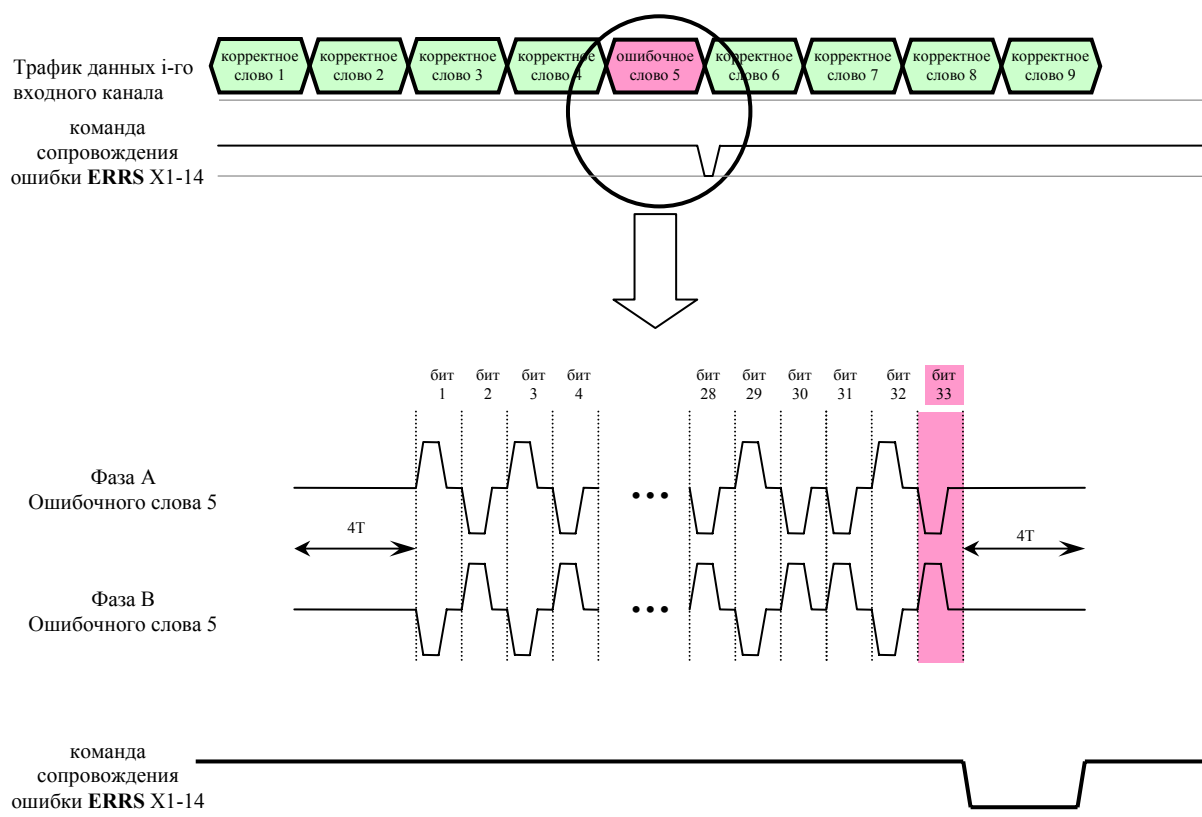 корректное слово 1
корректное слово 2
корректное слово 3
корректное слово 4
ошибочное слово 5
корректное слово 6
корректное слово 7
корректное слово 8
корректное слово 9
Трафик данных i-го
входного канала
команда
сопровождения
ошибки ERRS X1-14
бит 1
бит 2
бит 3
бит 4
бит 28
бит 29
бит 30
бит 31
бит 32
бит 33
Фаза А
Ошибочного слова 5
4T
4T
Фаза В
Ошибочного слова 5
команда
сопровождения
ошибки ERRS X1-14